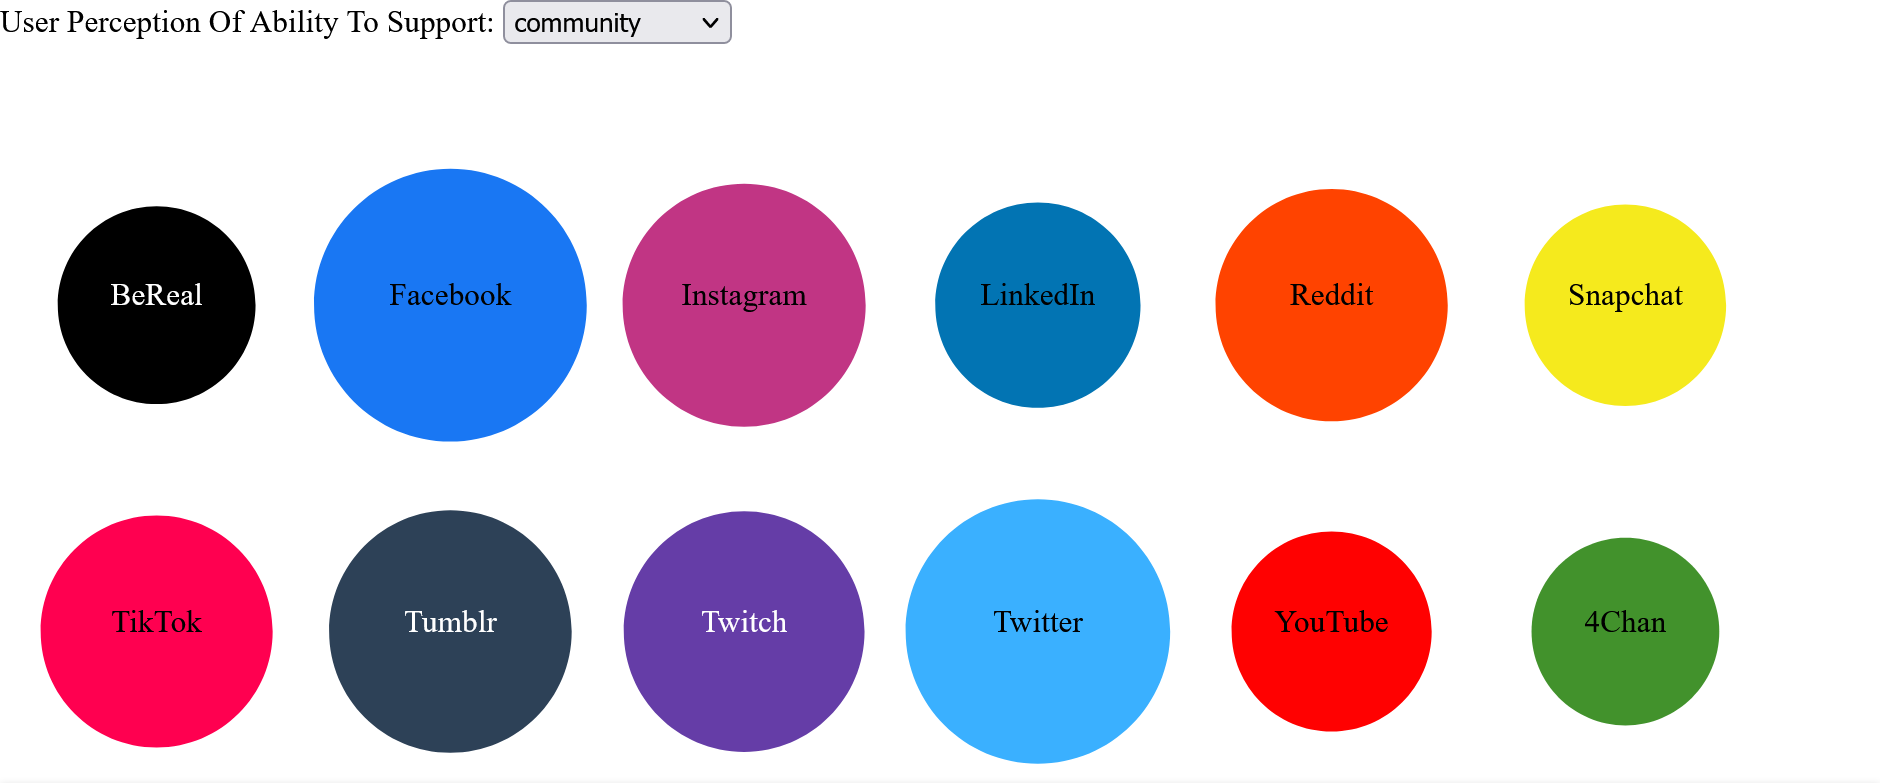 User Perception Of Ability To Support: community
BeReal Facebook Instagram LinkedIn Reddit Snapchat
TikTok Tumblr Twitch Twitter YouTube 4Chan